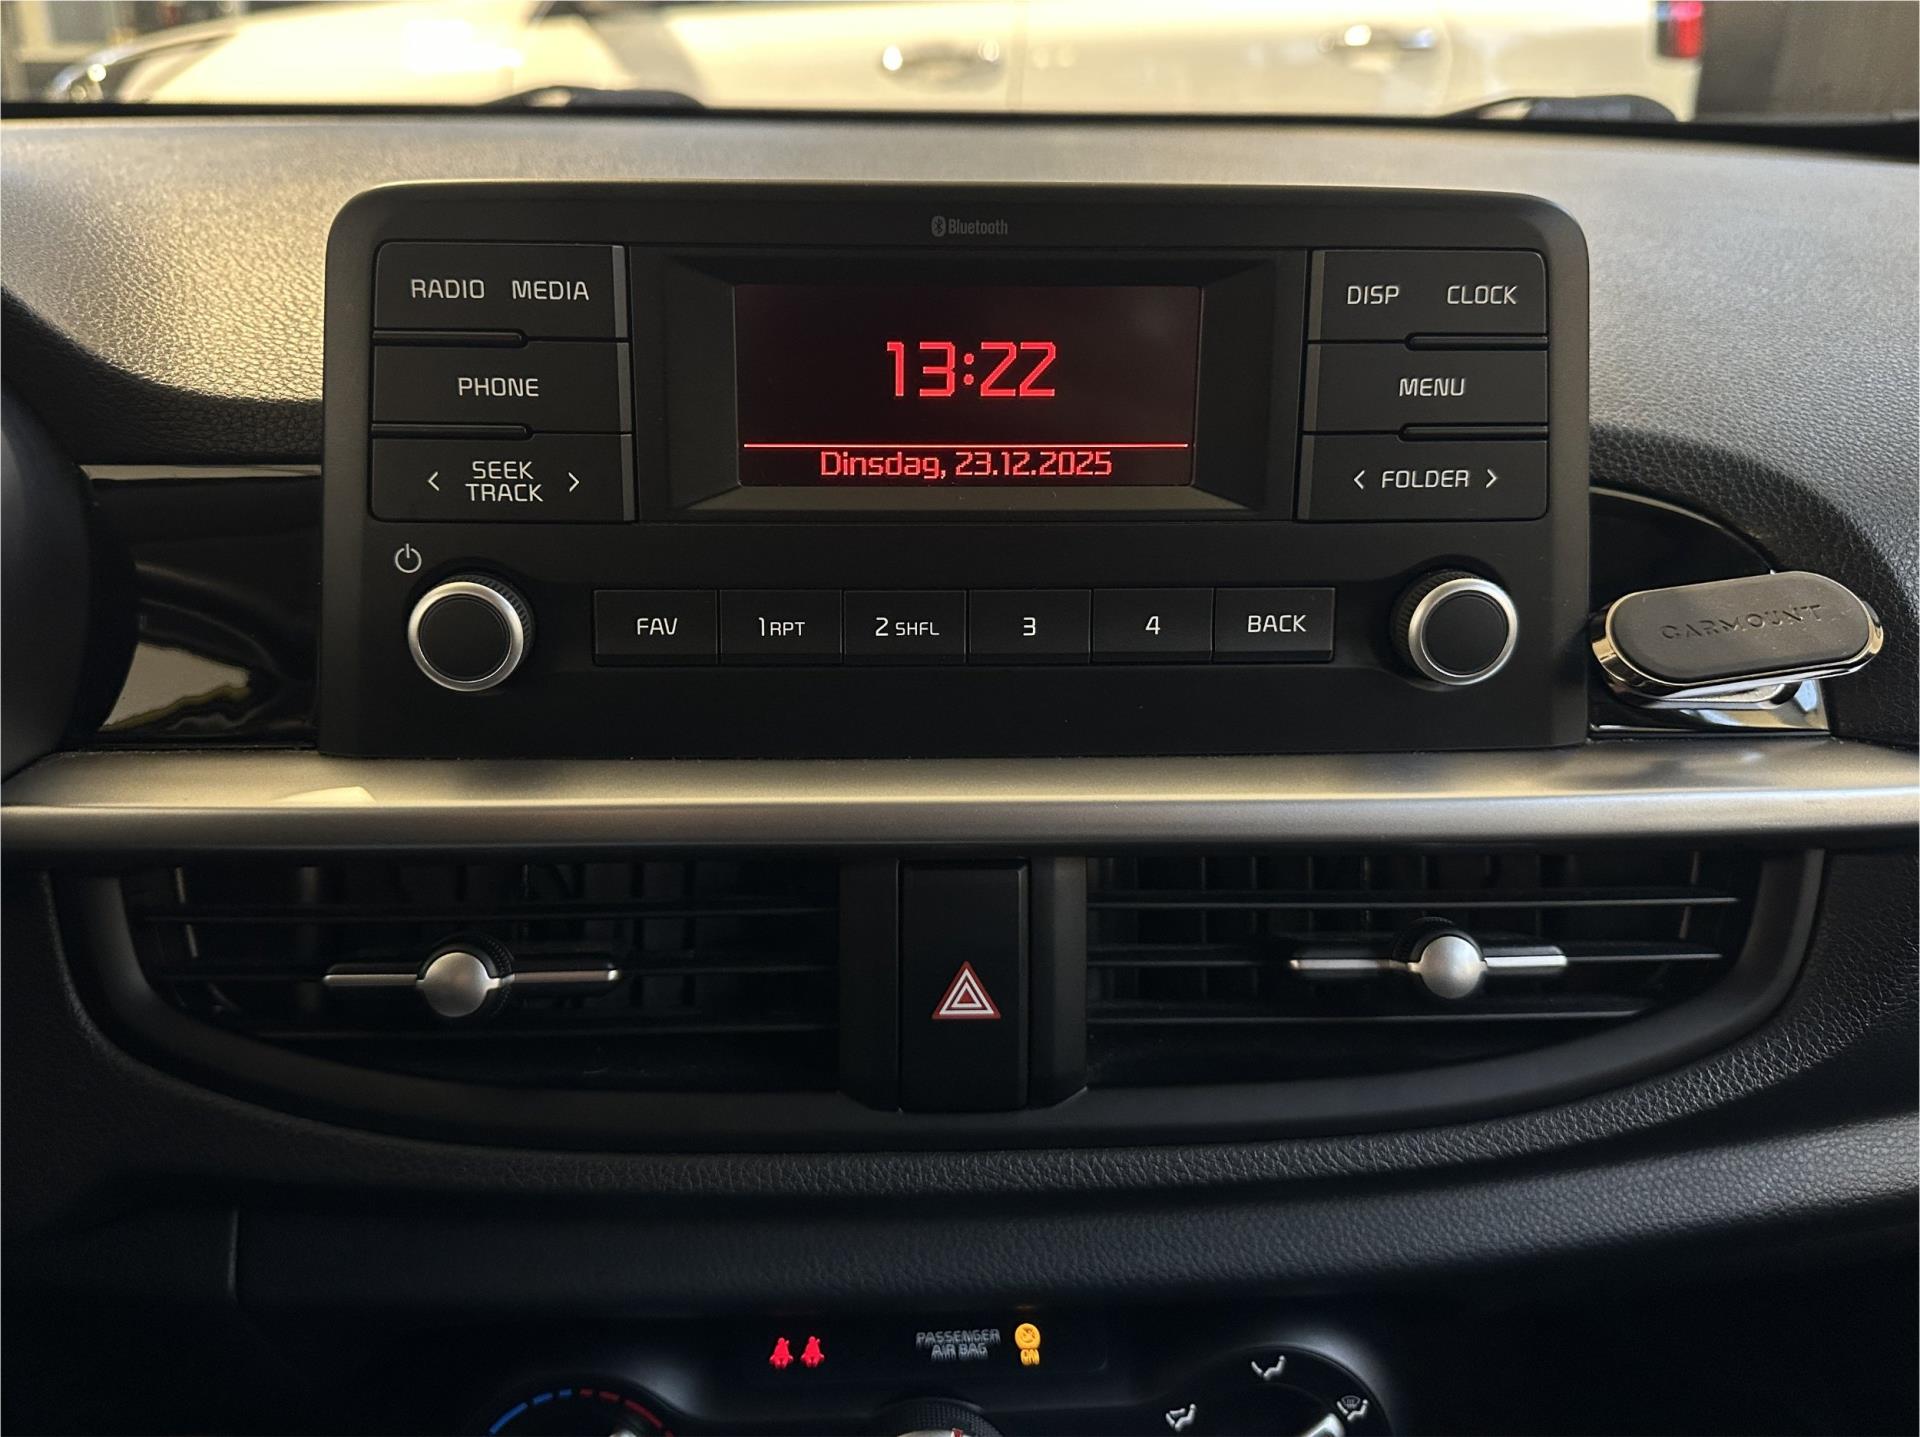 Bluetooth
RADIO MEDIA
DISP CLOCK
13:22
PHONE
MENU
Dinsdag, 23.12.2025
< SEEK >
TRACK
< FOLDER >
FAV 1 RPT 2 SHFL 3 4 BACK
CARMOUNT
PASSENGER
AIR BAG
ON